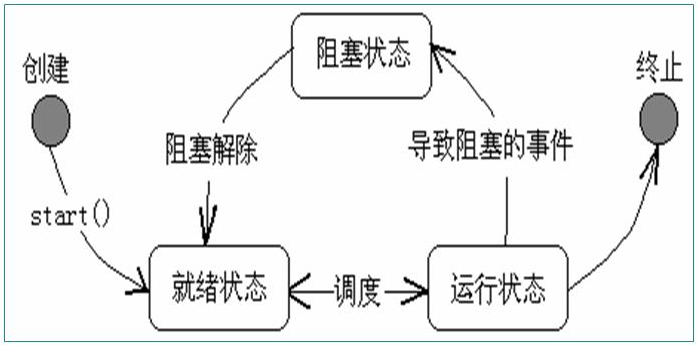 阻塞状态
创建
终止
阻塞解除
导致阻塞的事件
start()
就绪状态
调度
运行状态